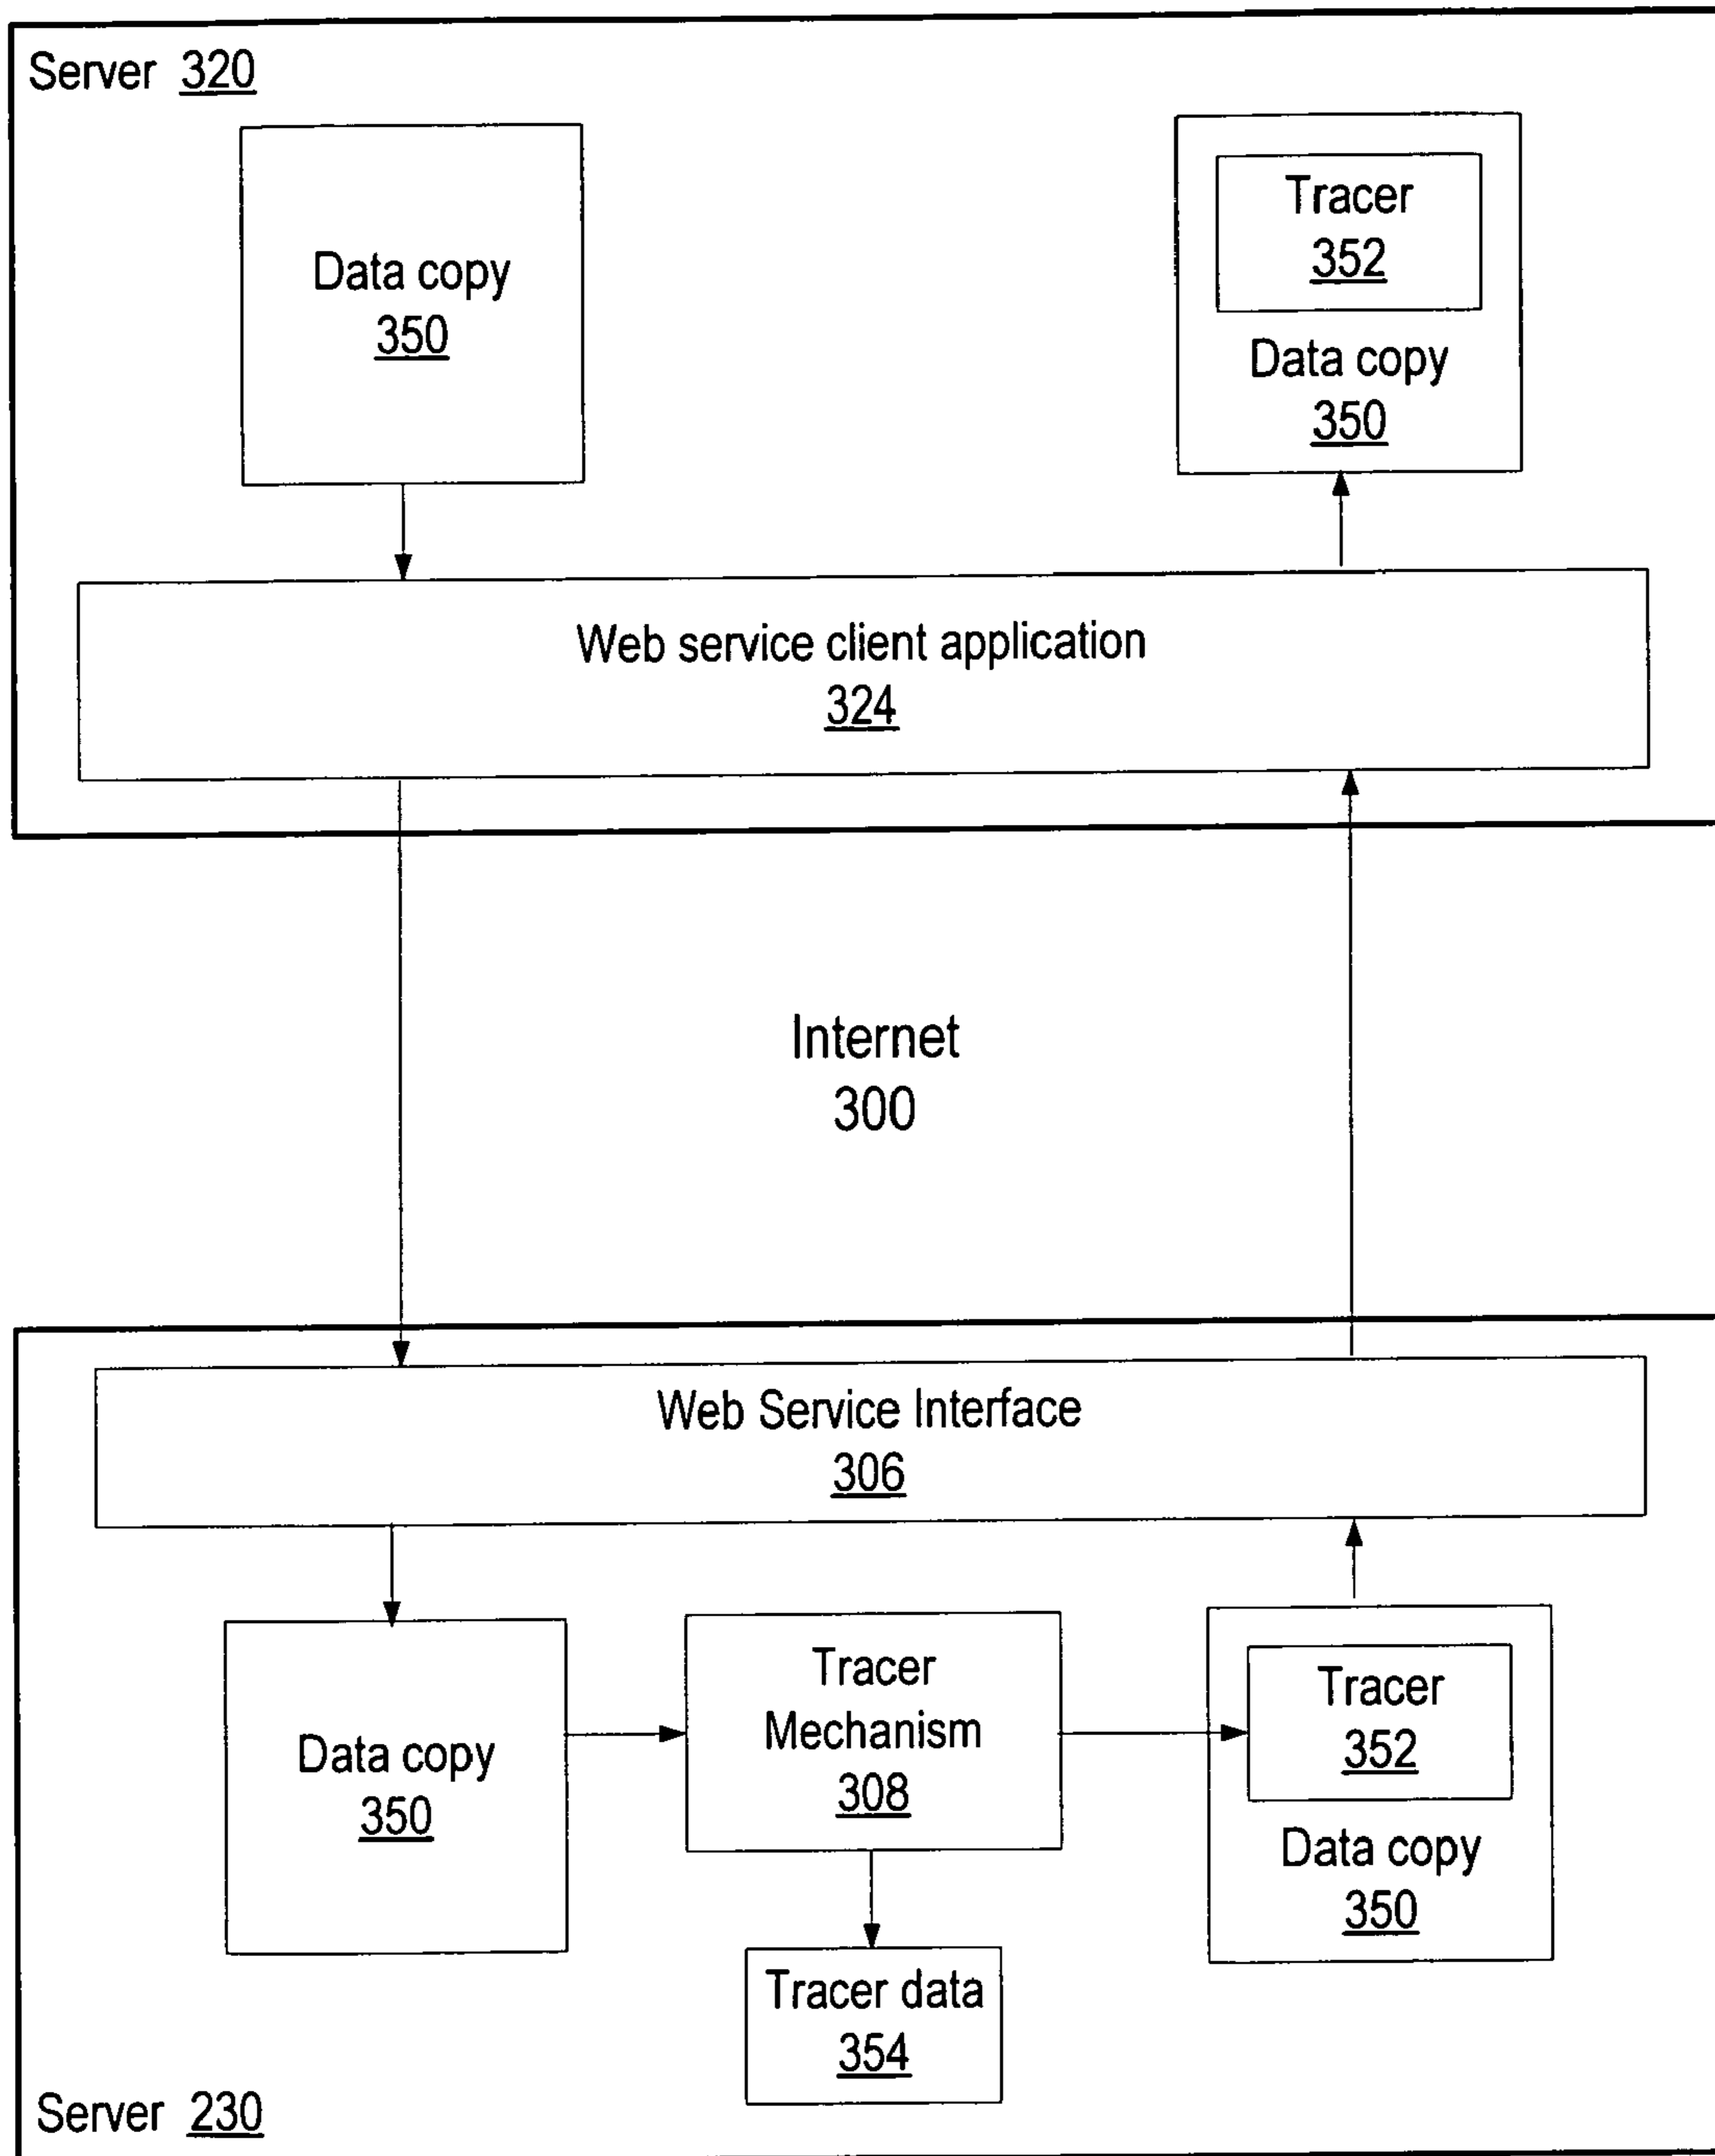 Server 320
Data copy
350
Tracer
352
Data copy
350
Web service client application
324
Internet
300
Web Service Interface
306
Data copy
350
Tracer
Mechanism
308
Tracer
352
Data copy
350
Tracer data
354
Server 230